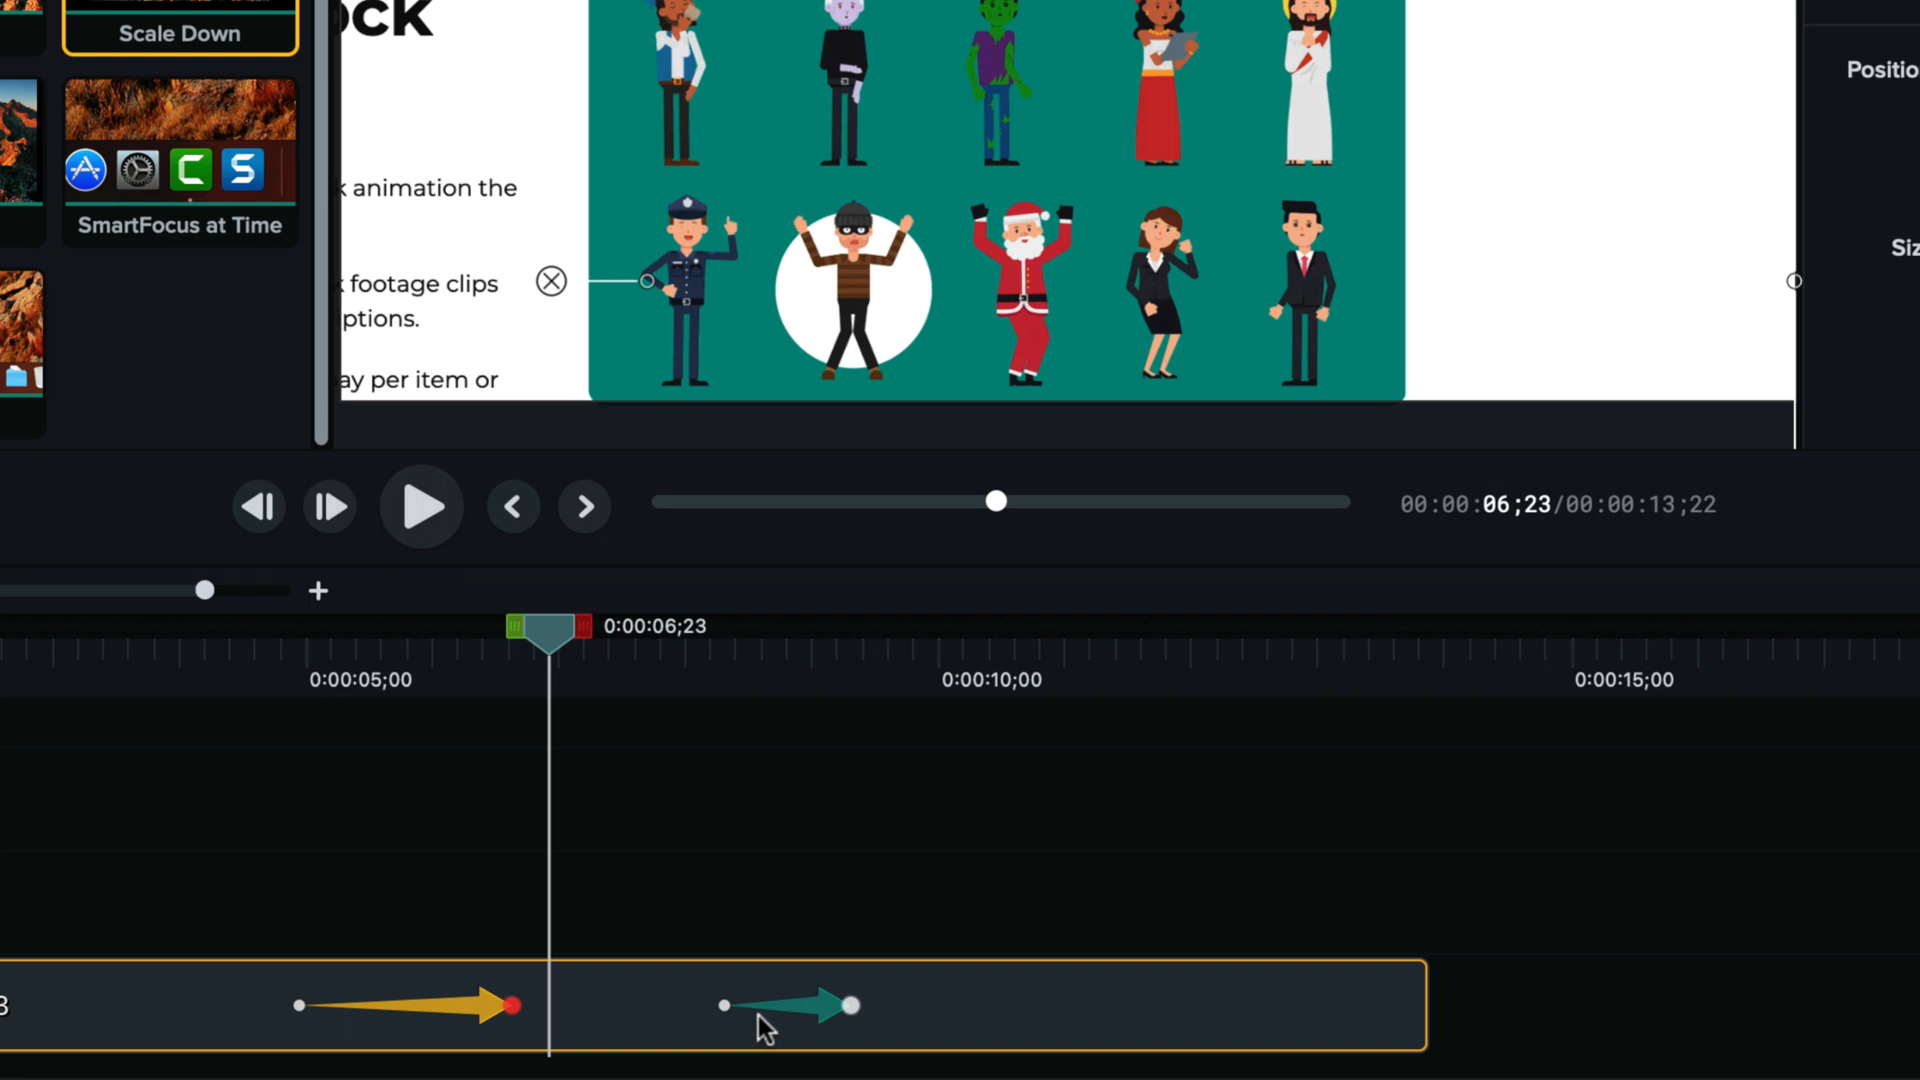 ock
Scale Down
Positio
k animation the
SmartFocus at Time
Siz
k footage clips
ptions.
ay per item or
00:00:06;23/00:00:13;22
0:00:06;23
0:00:05;00
0:00:10;00
0:00:15;00
3